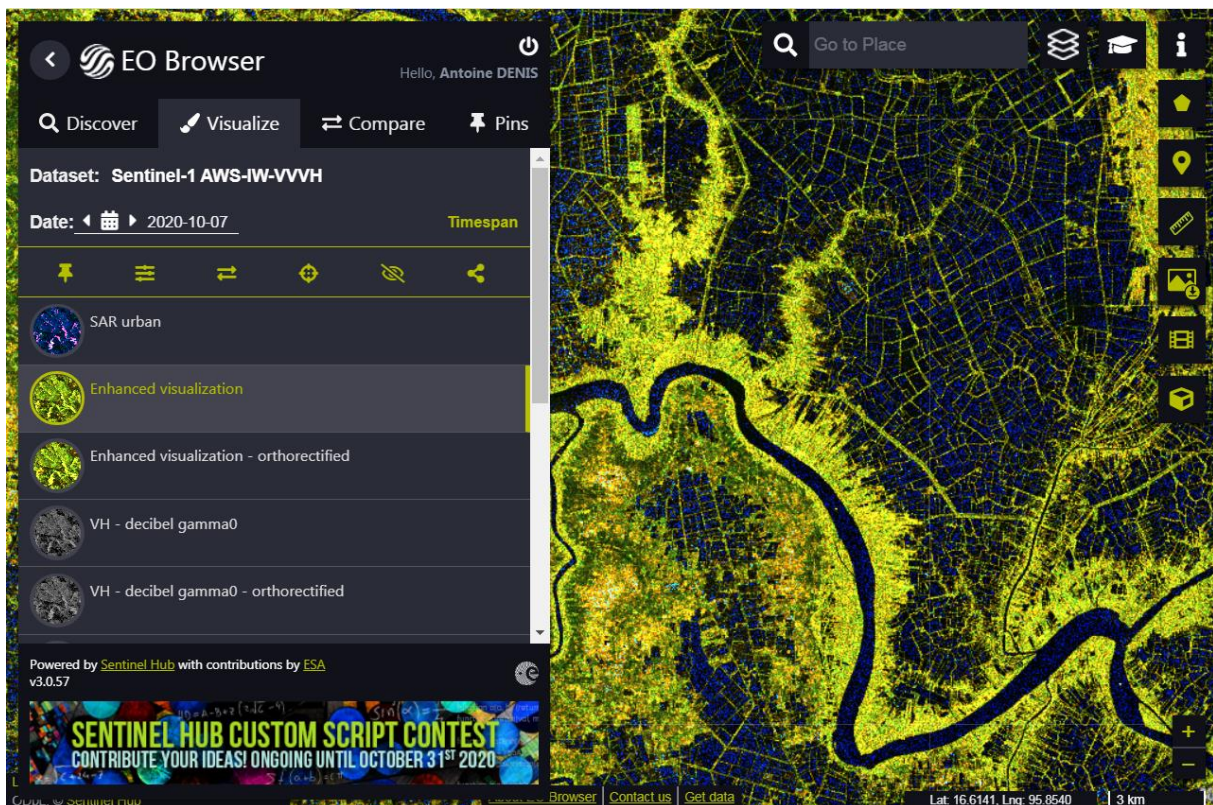 EO Browser
Hello, Antoine DENIS
Discover
Visualize
Compare
Pins
Dataset: Sentinel-1 AWS-IW-VVVH
Date: 2020-10-07
Timespan
SAR urban
Enhanced visualization
Enhanced visualization - orthorectified
VH - decibel gamma0
VH - decibel gamma0 - orthorectified
Powered by Sentinel Hub with contributions by ESA
v3.0.57
SENTINEL HUB CUSTOM SCRIPT CONTEST
CONTRIBUTE YOUR IDEAS! ONGOING UNTIL OCTOBER 31ST 2020
Go to Place
Browser | Contact us | Get data
Lat: 16.6141, Lng: 95.8540
3 km